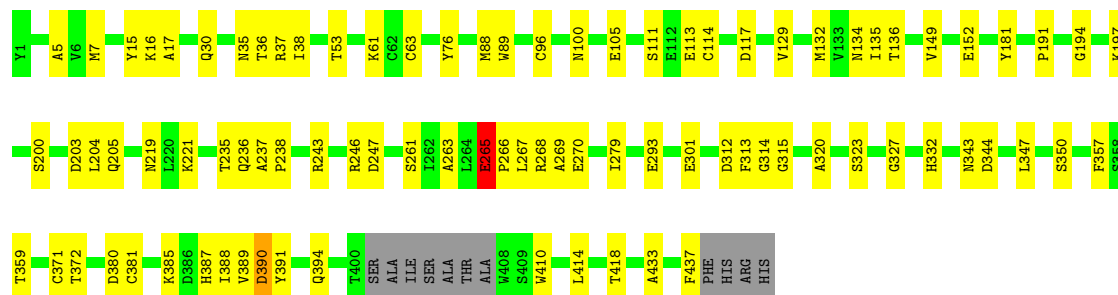 Y1 A5 V6 M7 Y15 K16 A17 Q30 N35 T36 R37 I38 T53 K61 C62 C63 Y76 M88 W89 C96 N100 E105 S111 E112 E113 C114 D117 V129 M132 V133 N134 I135 T136 V149 E152 Y181 P191 G194 K197
S200 D203 L204 Q205 N219 L220 K221 T235 Q236 A237 P238 R243 R246 D247 S261 I262 A263 L264 E265 P266 L267 R268 A269 E270 I279 E293 E301 D312 F313 G314 G315 A320 S323 G327 H332 N343 D344 L347 S350 F357 S358
T359 C371 T372 D380 C381 K385 D386 H387 I388 V389 D390 Y391 Q394 T400 SER ALA ILE SER ALA THR ALA W408 S409 W410 L414 T418 A433 F437 PHE HIS ARG HIS